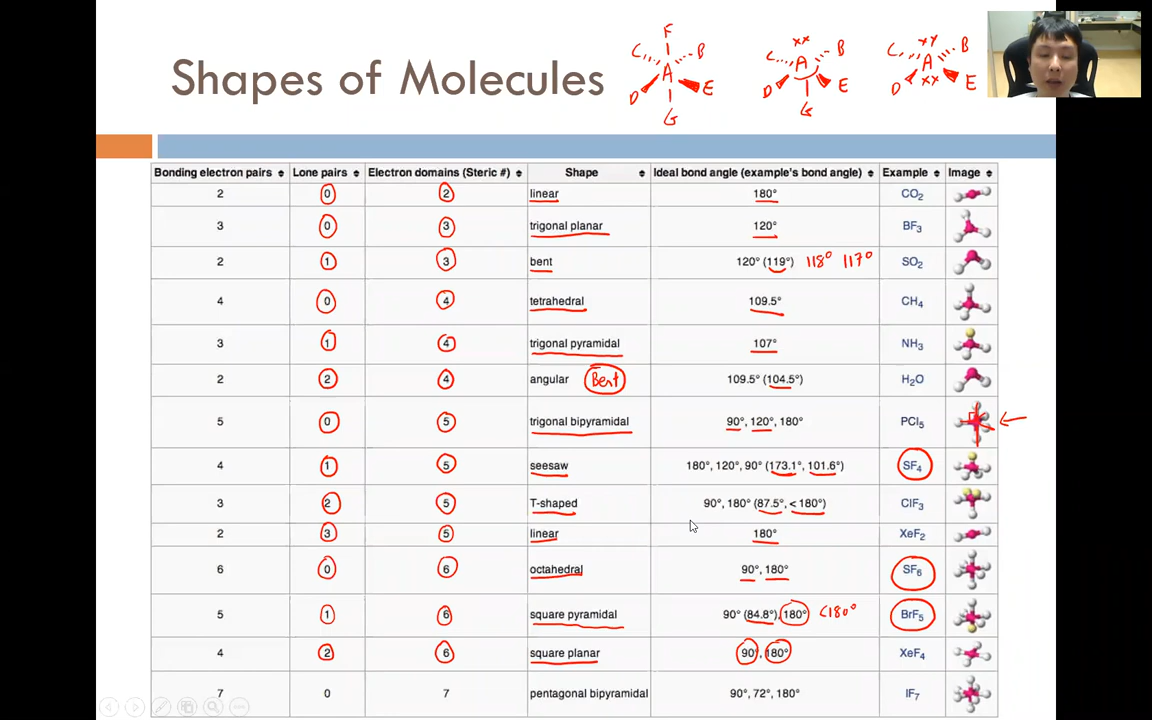 Shapes of Molecules
F
C B
A
D E
G
xx
C B
A
D E
G
xx
C B
A
xx
D E
Bonding electron pairs Lone pairs Electron domains (Steric #) Shape Ideal bond angle (example's bond angle) Example Image
2 0 2 linear 180° CO2
3 0 3 trigonal planar 120° BF3
2 1 3 bent 120° (119°) 118° 117° SO2
4 0 4 tetrahedral 109.5° CH4
3 1 4 trigonal pyramidal 107° NH3
2 2 4 angular Bent 109.5° (104.5°) H2O
5 0 5 trigonal bipyramidal 90°, 120°, 180° PCl5
4 1 5 seesaw 180°, 120°, 90° (173.1°, 101.6°) SF4
3 2 5 T-shaped 90°, 180° (87.5°, < 180°) ClF3
2 3 5 linear 180° XeF2
6 0 6 octahedral 90°, 180° SF6
5 1 6 square pyramidal 90° (84.8°), 180° <180° BrF5
4 2 6 square planar 90°, 180° XeF4
7 0 7 pentagonal bipyramidal 90°, 72°, 180° IF7